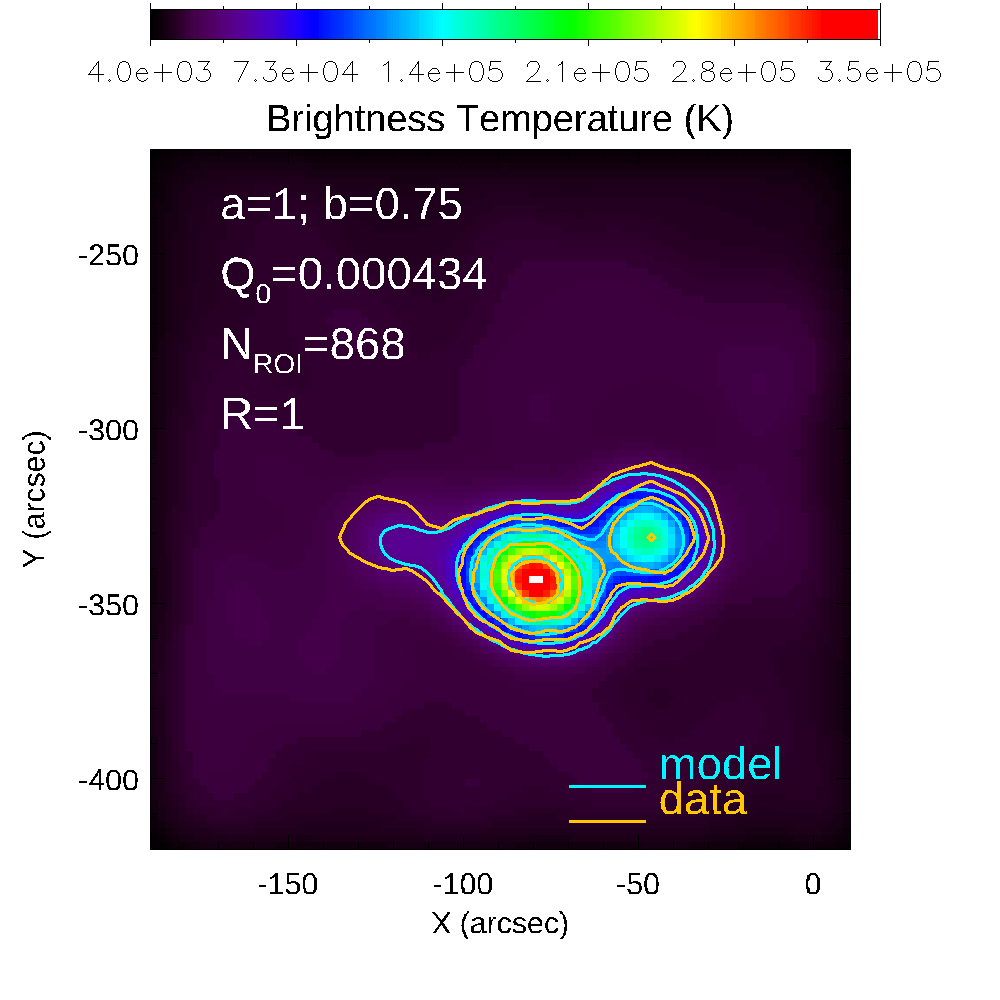 4.0e+03 7.3e+04 1.4e+05 2.1e+05 2.8e+05 3.5e+05
Brightness Temperature (K)
a=1; b=0.75
Q0=0.000434
NROI=868
R=1
-250
-300
-350
-400
Y (arcsec)
model
data
-150 -100 -50 0
X (arcsec)